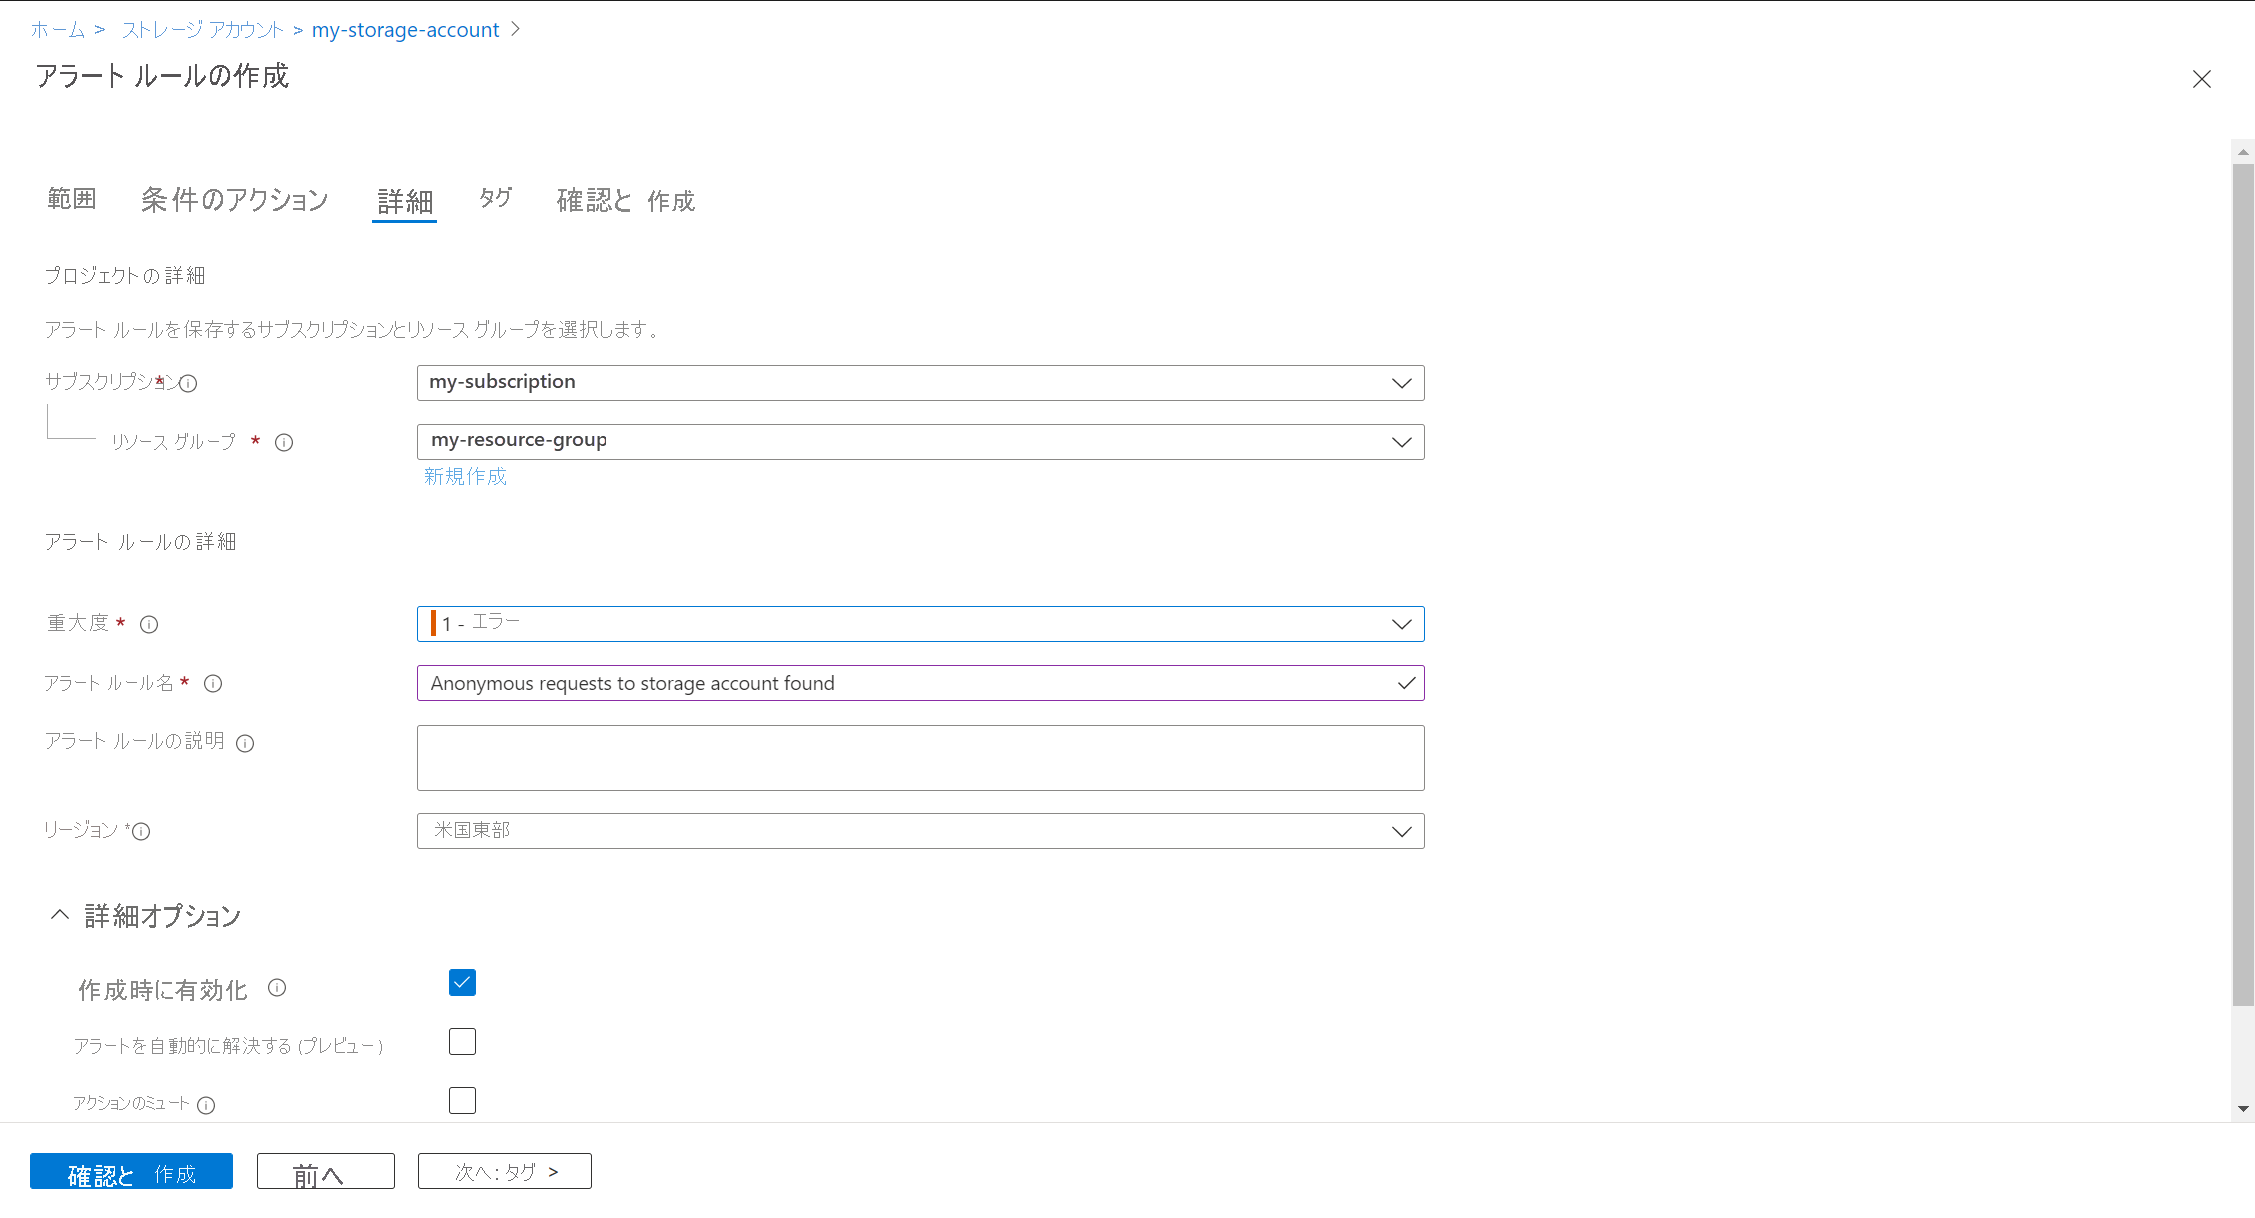 ホーム > ストレージ アカウント > my-storage-account >
アラート ルールの作成
範囲 条件のアクション 詳細 タグ 確認と 作成
プロジェクトの詳細
アラート ルールを保存するサブスクリプションとリソース グループを選択します。
サブスクリプション* my-subscription
リソース グループ * my-resource-group
新規作成
アラート ルールの詳細
重大度 * 1 - エラー
アラート ルール名 * Anonymous requests to storage account found
アラート ルールの説明
リージョン * 米国東部
詳細オプション
作成時に有効化
アラートを自動的に解決する (プレビュー)
アクションのミュート
確認と 作成 前へ 次へ: タグ >